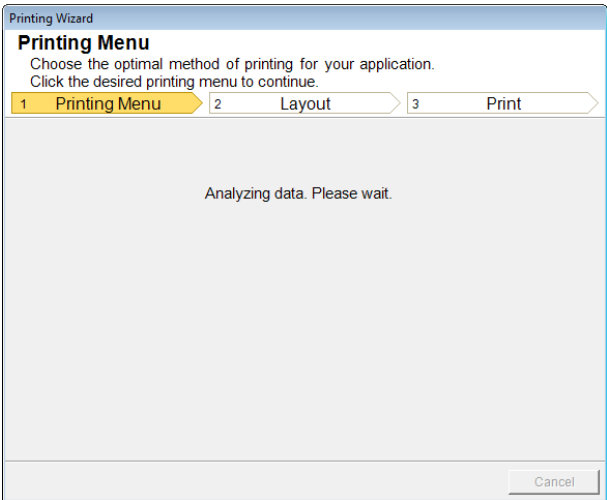 Printing Wizard
Printing Menu
Choose the optimal method of printing for your application.
Click the desired printing menu to continue.
1 Printing Menu 2 Layout 3 Print
Analyzing data. Please wait.
Cancel